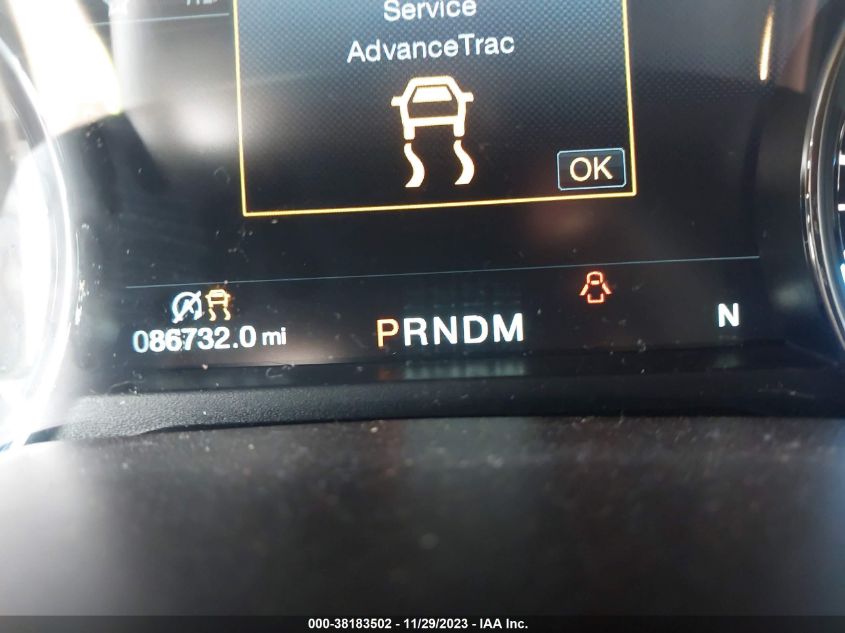 Service
AdvanceTrac
OK
086732.0 mi
PRNDM
N
000-38183502 - 11/29/2023 - IAA Inc.